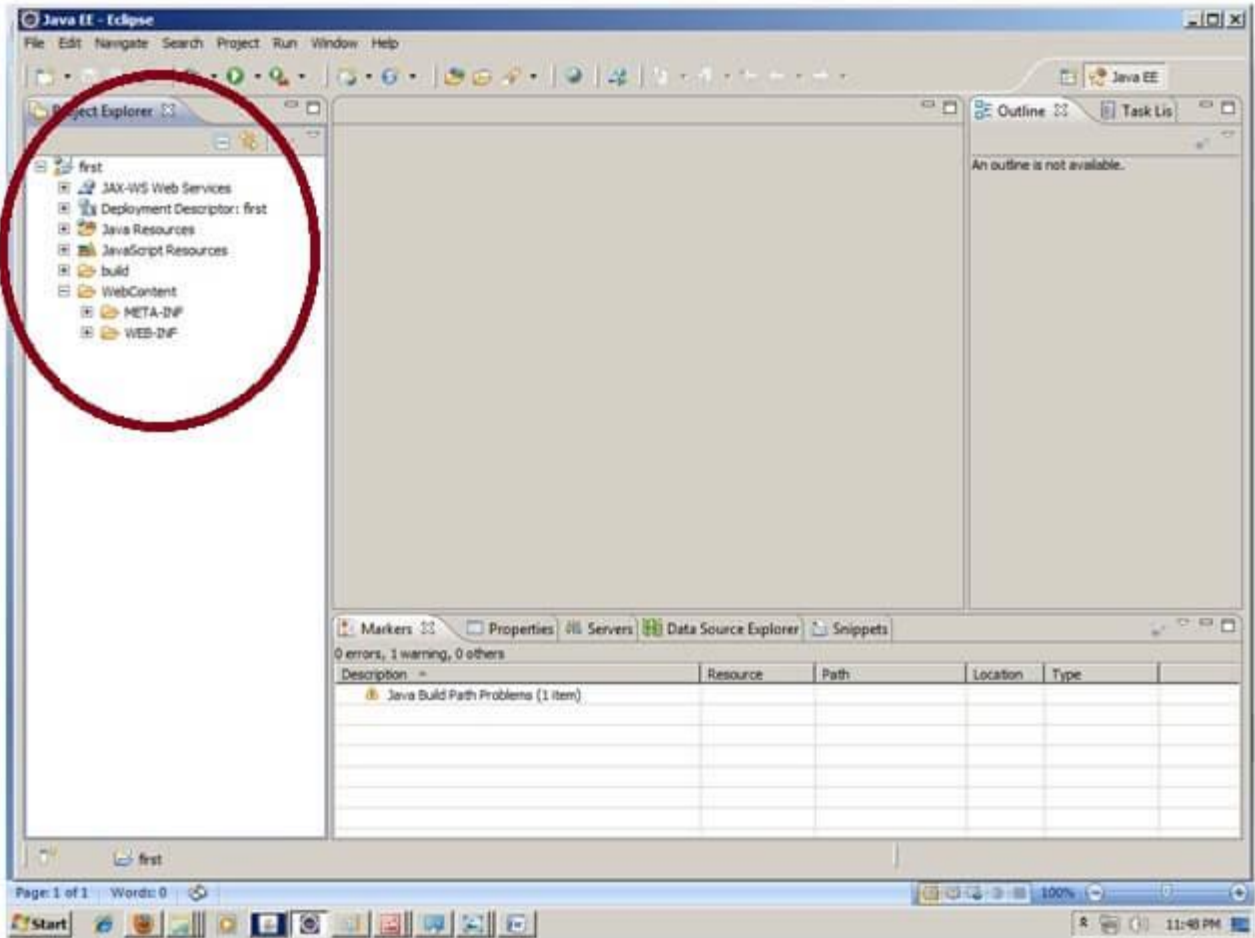 Java EE - Eclipse
File Edit Navigate Search Project Run Window Help
Java EE
Project Explorer
Outline Task Lis
An outline is not available.
first
JAX-WS Web Services
Deployment Descriptor: first
Java Resources
JavaScript Resources
build
WebContent
META-INF
WEB-INF
Markers Properties Servers Data Source Explorer Snippets
0 errors, 1 warning, 0 others
Description Resource Path Location Type
Java Build Path Problems (1 item)
first
Page: 1 of 1 Words: 0 100%
Start 11:48 PM